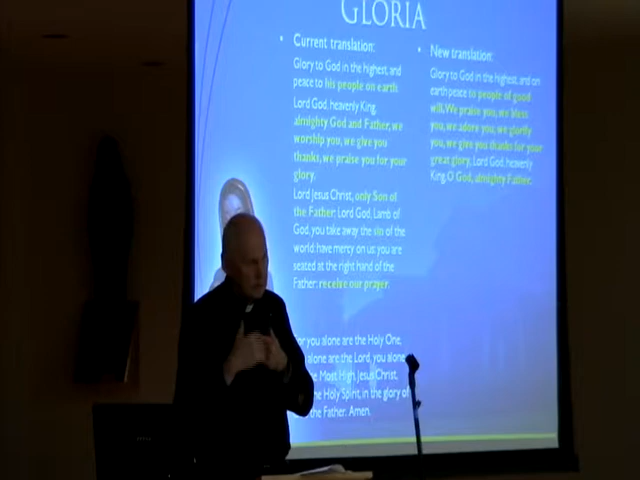 GLORIA
• Current translation:
Glory to God in the highest, and
peace to his people on earth
Lord God, heavenly King,
almighty God and Father, we
worship you, we give you
thanks, we praise you for your
glory.
Lord Jesus Christ, only Son of
the Father: Lord God, Lamb of
God, you take away the sin of the
world: have mercy on us: you are
seated at the right hand of the
Father: receive our prayer.
For you alone are the Holy One,
alone are the Lord, you alone
Most High, Jesus Christ,
the Holy Spirit, in the glory of
the Father. Amen.
• New translation:
Glory to God in the highest, and on
earth peace to people of good
will. We praise you, we bless
you, we adore you, we glorify
you, we give you thanks for your
great glory, Lord God, heavenly
King, O God, almighty Father.